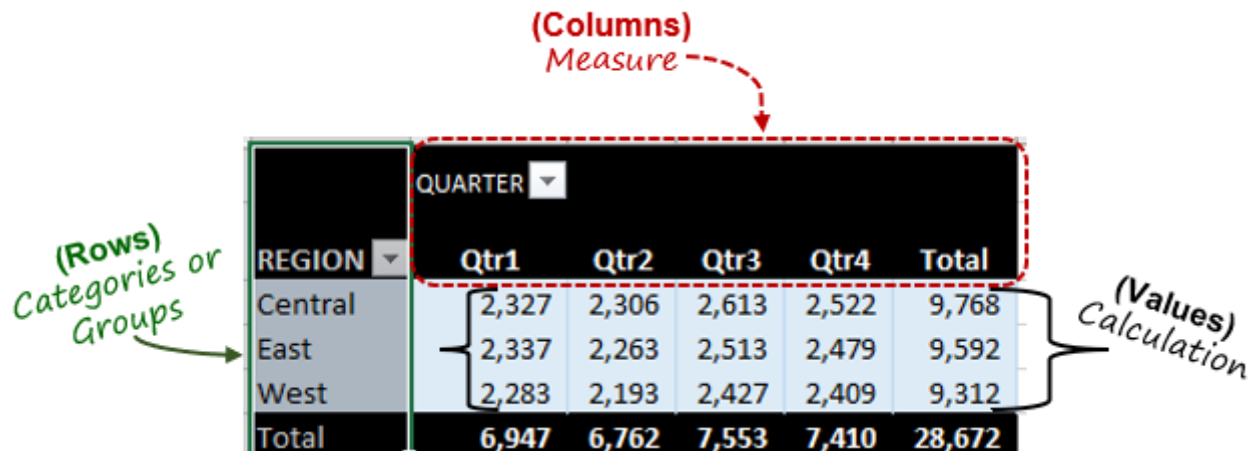 (Columns)
Measure
QUARTER
REGION Qtr1 Qtr2 Qtr3 Qtr4 Total
Central 2,327 2,306 2,613 2,522 9,768
East 2,337 2,263 2,513 2,479 9,592
West 2,283 2,193 2,427 2,409 9,312
Total 6,947 6,762 7,553 7,410 28,672
(Rows)
Categories or
Groups
(Values)
Calculation